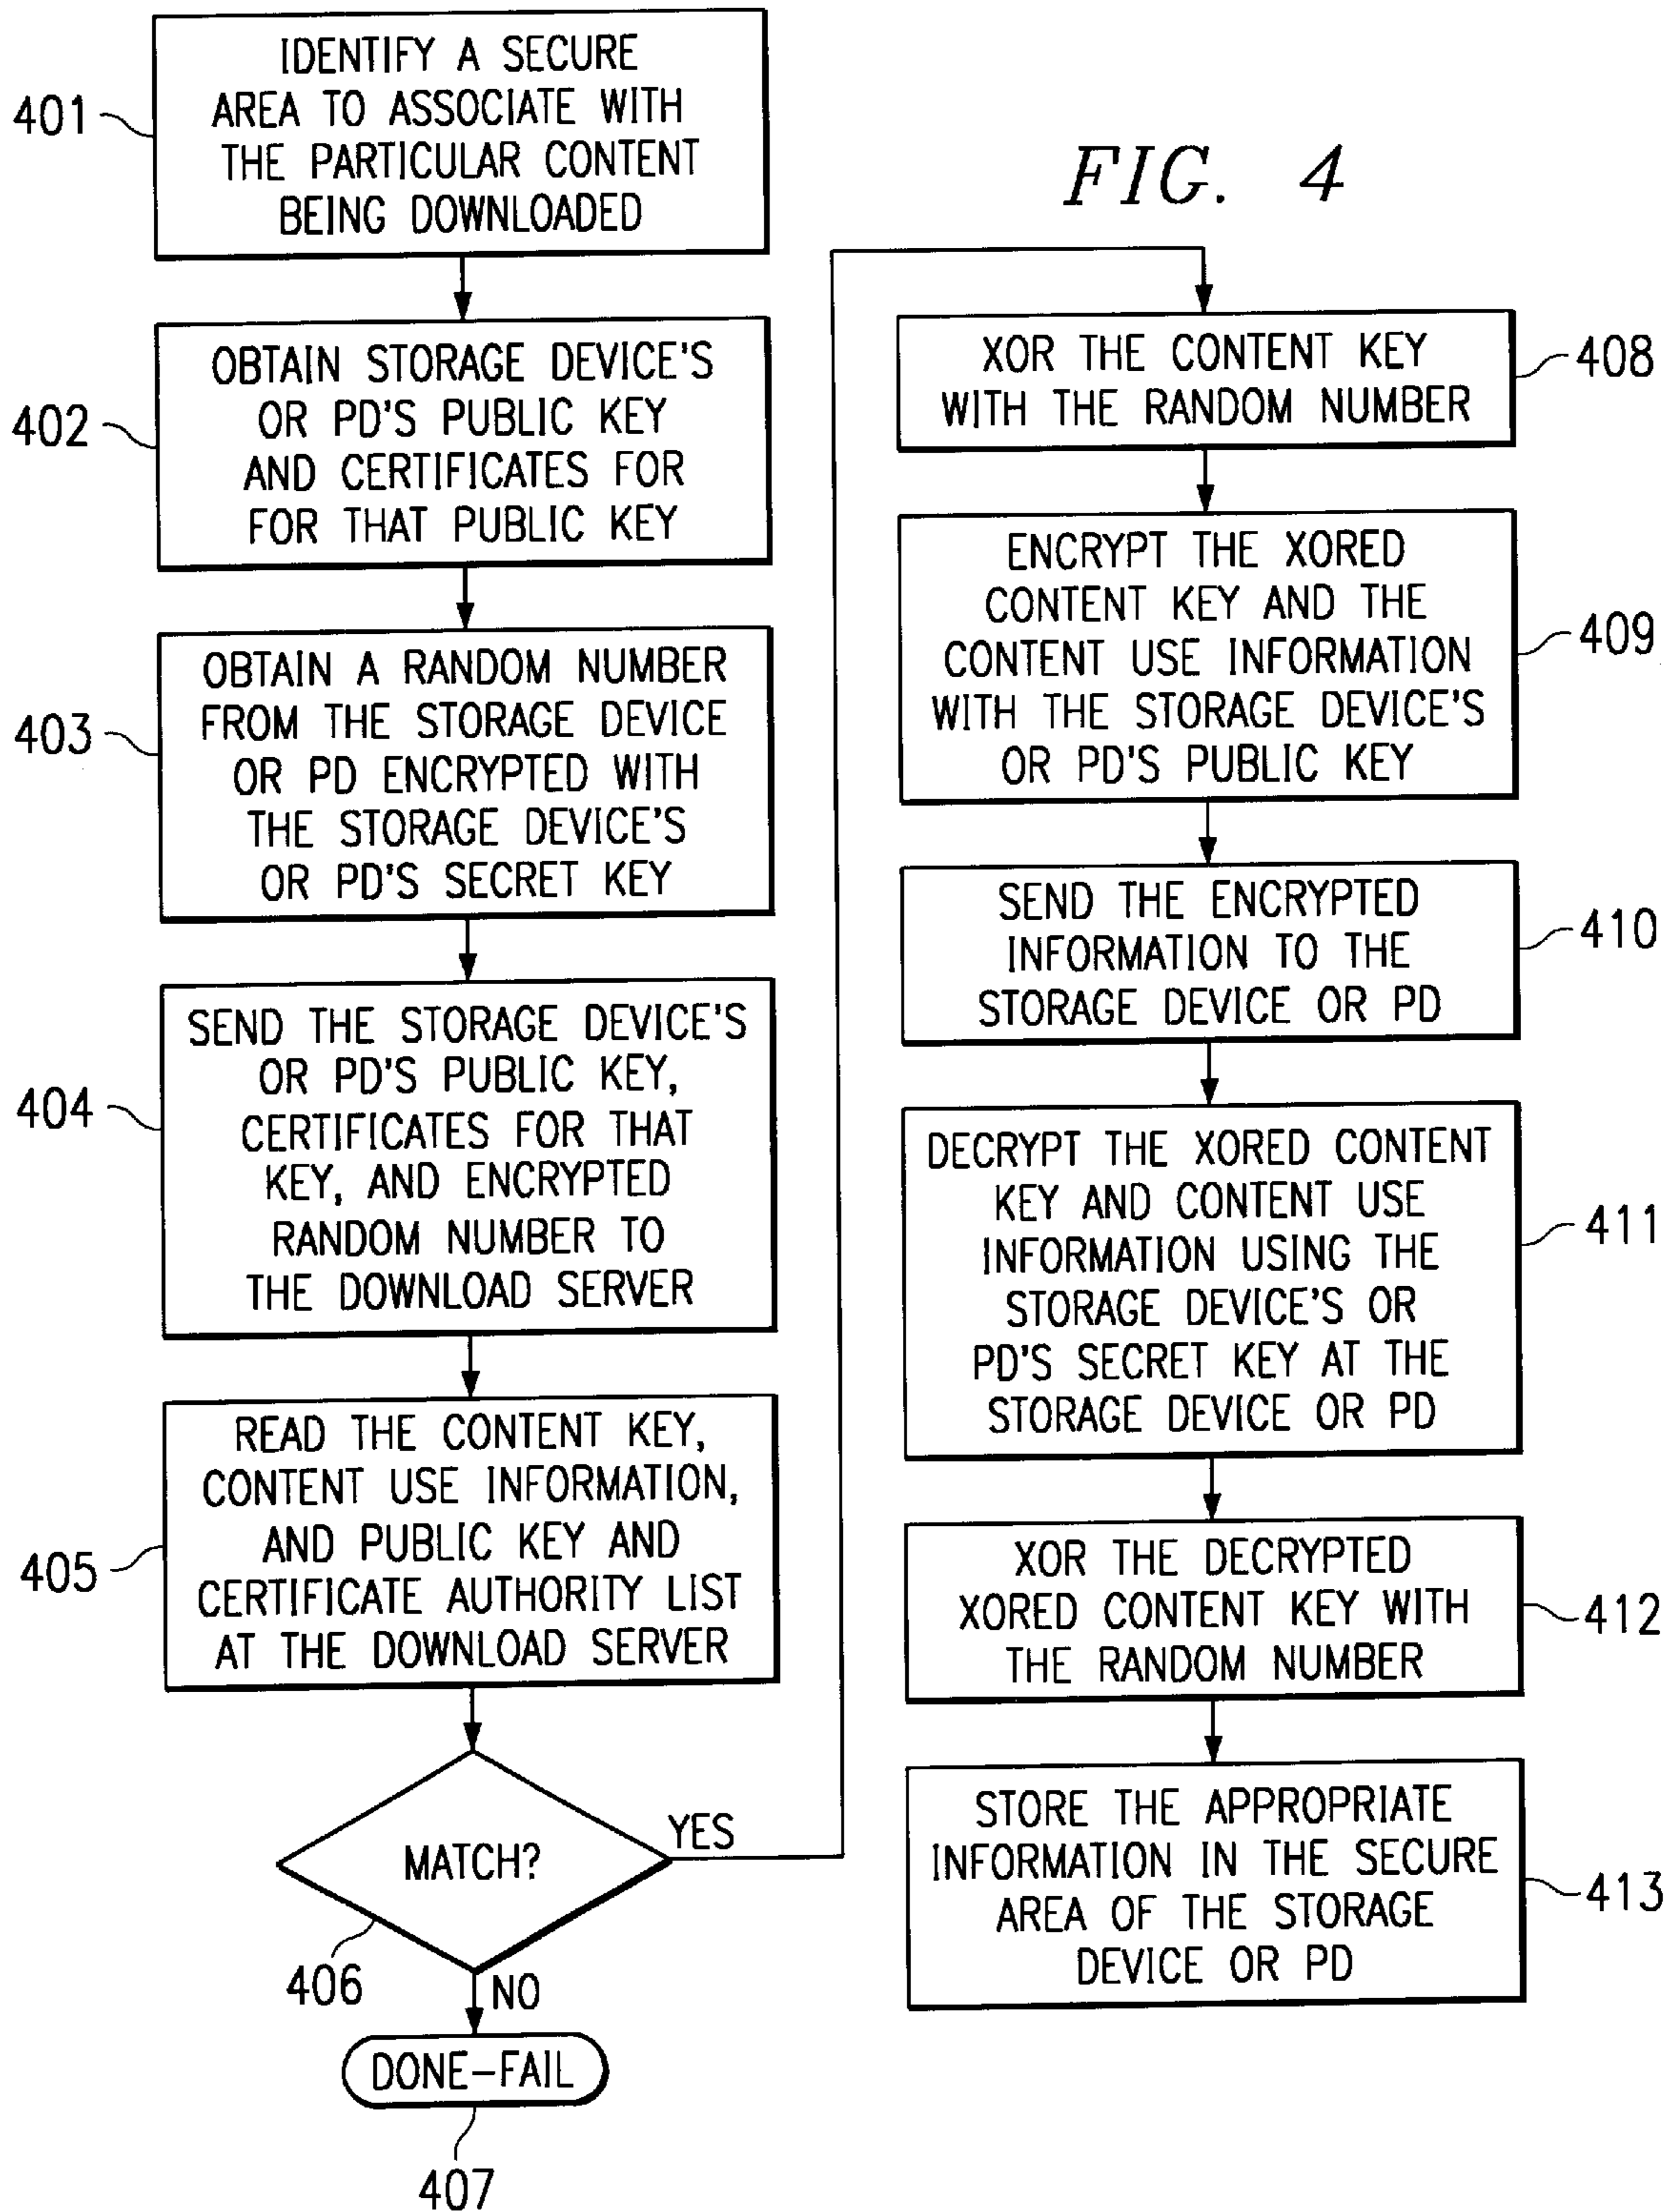 FIG. 4
401
IDENTIFY A SECURE
AREA TO ASSOCIATE WITH
THE PARTICULAR CONTENT
BEING DOWNLOADED
402
OBTAIN STORAGE DEVICE'S
OR PD'S PUBLIC KEY
AND CERTIFICATES FOR
FOR THAT PUBLIC KEY
403
OBTAIN A RANDOM NUMBER
FROM THE STORAGE DEVICE
OR PD ENCRYPTED WITH
THE STORAGE DEVICE'S
OR PD'S SECRET KEY
404
SEND THE STORAGE DEVICE'S
OR PD'S PUBLIC KEY,
CERTIFICATES FOR THAT
KEY, AND ENCRYPTED
RANDOM NUMBER TO
THE DOWNLOAD SERVER
405
READ THE CONTENT KEY,
CONTENT USE INFORMATION,
AND PUBLIC KEY AND
CERTIFICATE AUTHORITY LIST
AT THE DOWNLOAD SERVER
MATCH?
YES
406
NO
DONE-FAIL
407
XOR THE CONTENT KEY
WITH THE RANDOM NUMBER
408
ENCRYPT THE XORED
CONTENT KEY AND THE
CONTENT USE INFORMATION
WITH THE STORAGE DEVICE'S
OR PD'S PUBLIC KEY
409
SEND THE ENCRYPTED
INFORMATION TO THE
STORAGE DEVICE OR PD
410
DECRYPT THE XORED CONTENT
KEY AND CONTENT USE
INFORMATION USING THE
STORAGE DEVICE'S OR
PD'S SECRET KEY AT THE
STORAGE DEVICE OR PD
411
XOR THE DECRYPTED
XORED CONTENT KEY WITH
THE RANDOM NUMBER
412
STORE THE APPROPRIATE
INFORMATION IN THE SECURE
AREA OF THE STORAGE
DEVICE OR PD
413